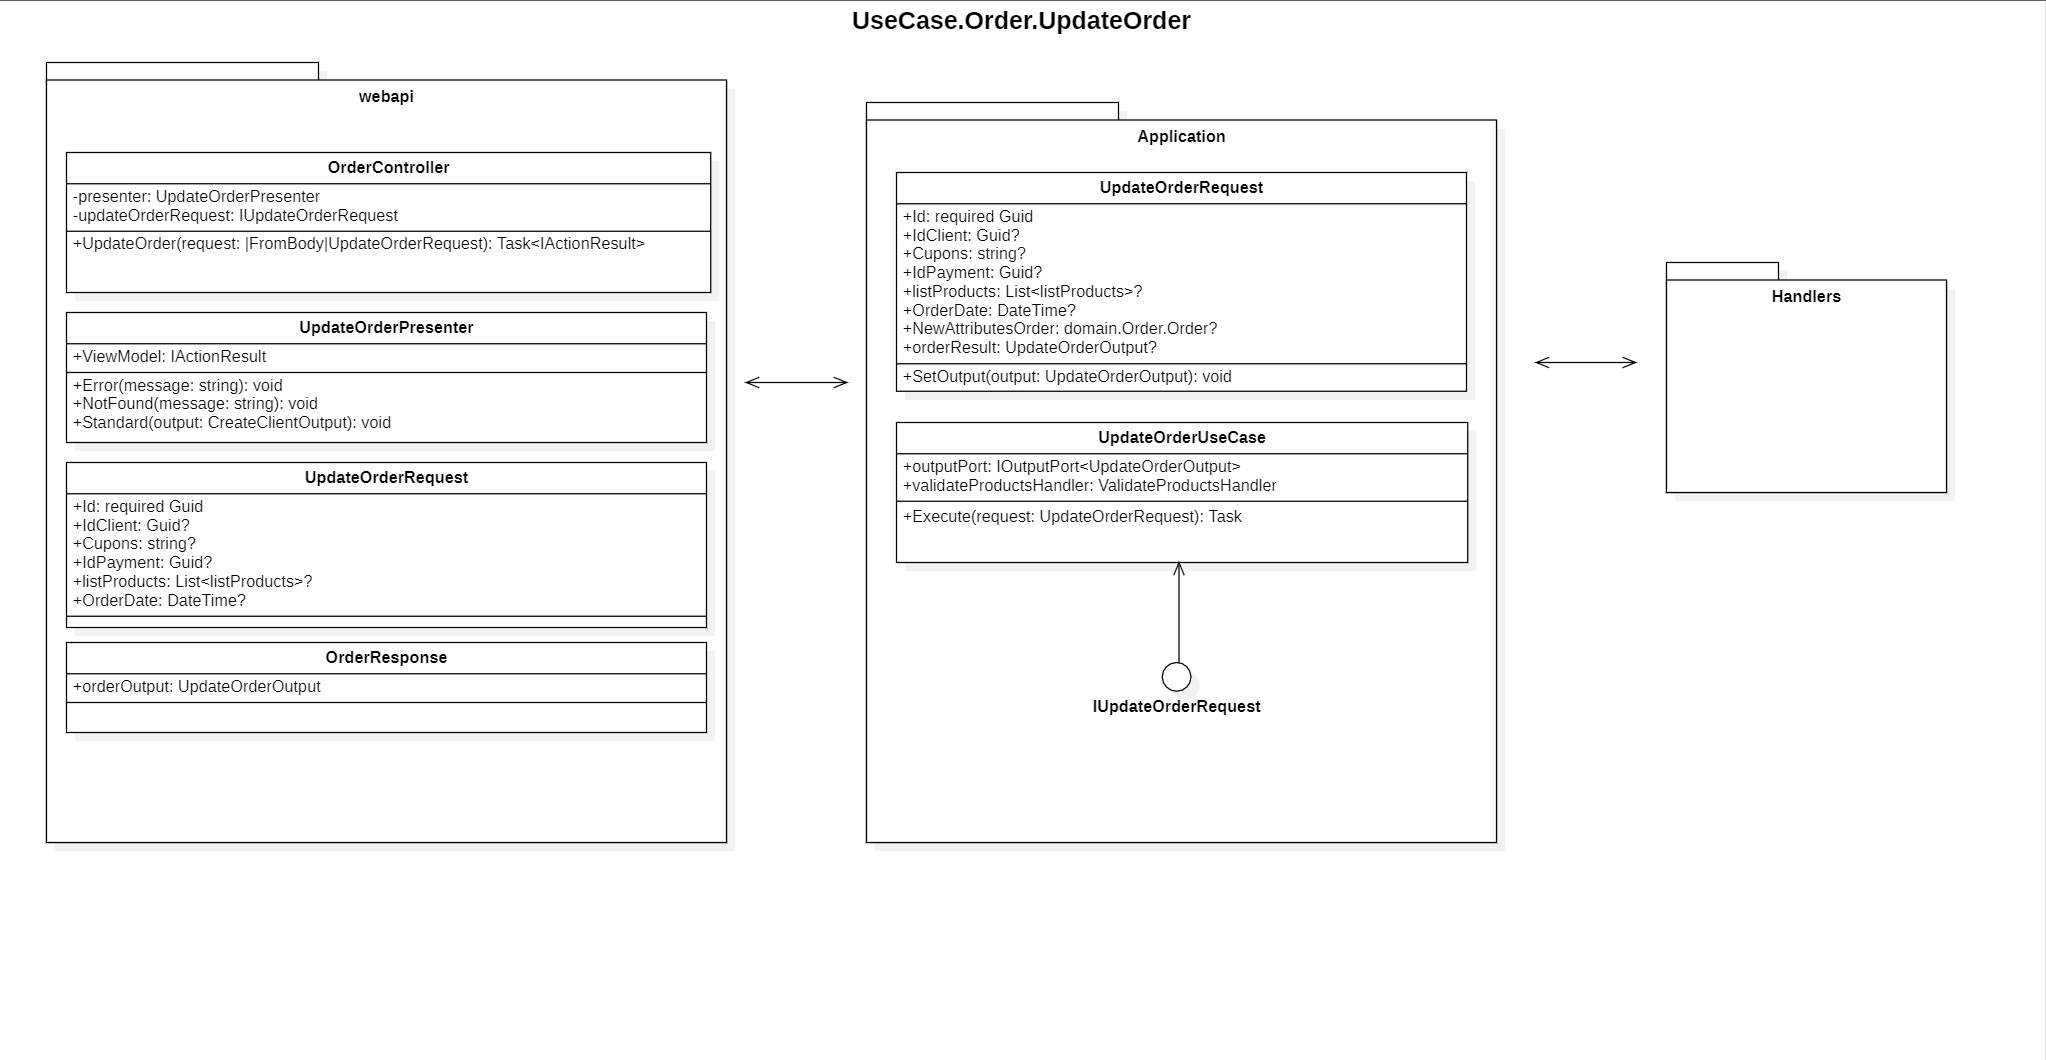 UseCase.Order.UpdateOrder
webapi
OrderController
-presenter: UpdateOrderPresenter
-updateOrderRequest: IUpdateOrderRequest
+UpdateOrder(request: |FromBody|UpdateOrderRequest): Task<IActionResult>
UpdateOrderPresenter
+ViewModel: IActionResult
+Error(message: string): void
+NotFound(message: string): void
+Standard(output: CreateClientOutput): void
UpdateOrderRequest
+Id: required Guid
+IdClient: Guid?
+Cupons: string?
+IdPayment: Guid?
+listProducts: List<listProducts>?
+OrderDate: DateTime?
OrderResponse
+orderOutput: UpdateOrderOutput
Application
UpdateOrderRequest
+Id: required Guid
+IdClient: Guid?
+Cupons: string?
+IdPayment: Guid?
+listProducts: List<listProducts>?
+OrderDate: DateTime?
+NewAttributesOrder: domain.Order.Order?
+orderResult: UpdateOrderOutput?
+SetOutput(output: UpdateOrderOutput): void
UpdateOrderUseCase
+outputPort: IOutputPort<UpdateOrderOutput>
+validateProductsHandler: ValidateProductsHandler
+Execute(request: UpdateOrderRequest): Task
IUpdateOrderRequest
Handlers